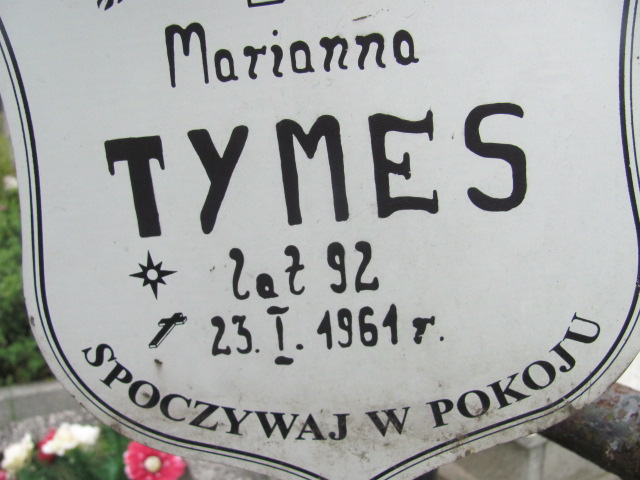 Marianna
TYMES
lat 92
23. I. 1961 r.
SPOCZYWAJ W POKOJU